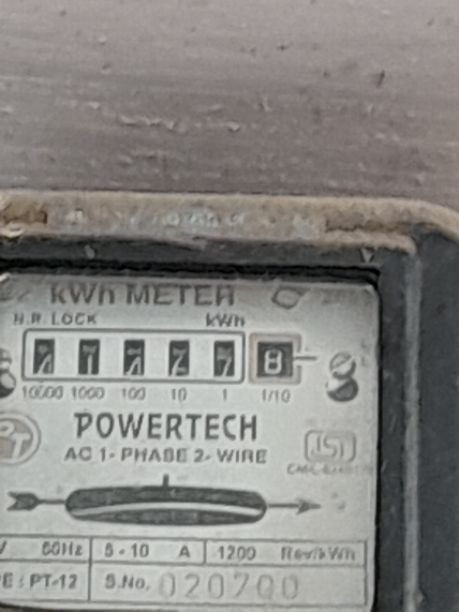 kWh METER
N.R. LOCK kWh
8
10000 1000 100 10 1 1/10
POWERTECH
AC 1- PHASE 2- WIRE
ISI
V 50Hz 5 - 10 A 1200 Rev/kWh
E : PT-12 S.No. 020700